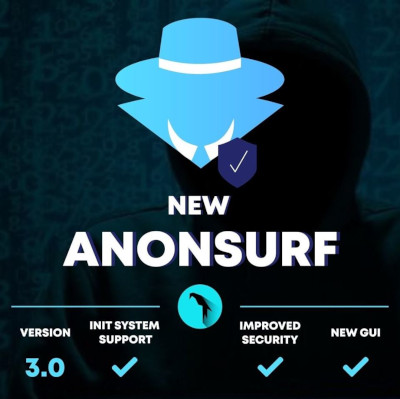 NEW
ANONSURF
VERSION
3.0
INIT SYSTEM
SUPPORT
IMPROVED
SECURITY
NEW GUI